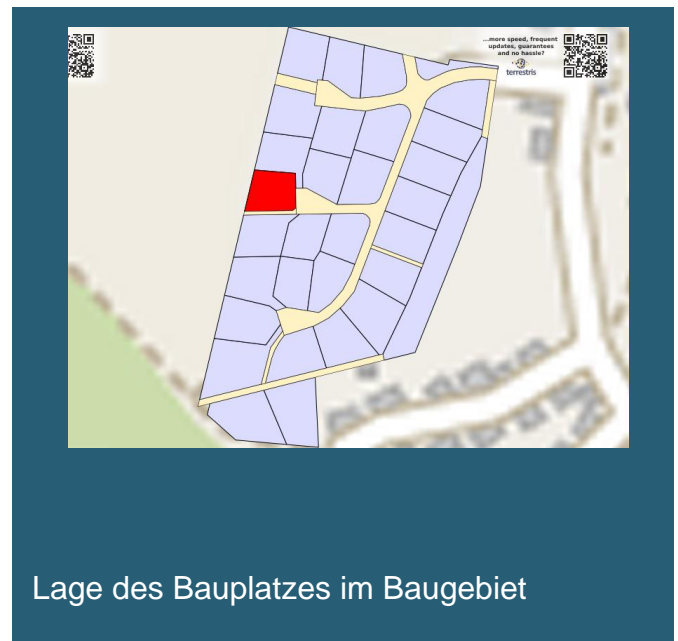 ...more speed, frequent
updates, guarantees
and no hassle?
terrestris
Lage des Bauplatzes im Baugebiet